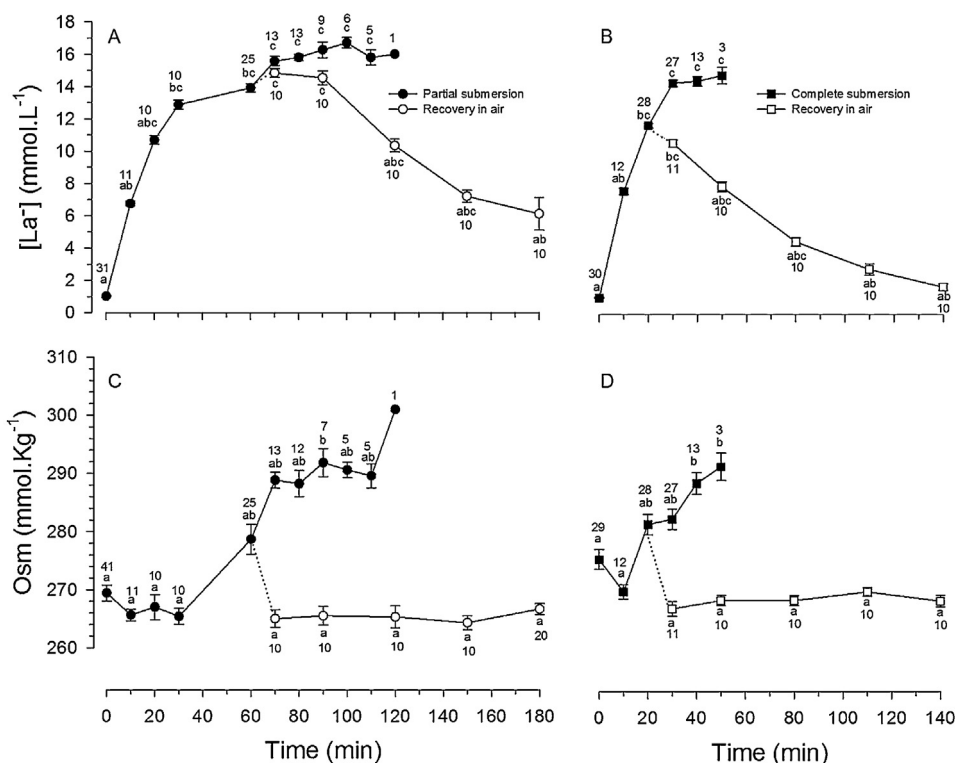 A
[La⁻] (mmol.L⁻¹)
18
16
14
12
10
8
6
4
2
0
31
a
11
ab
10
abc
10
bc
25
bc
13
c
13
c
9
c
6
c
5
c
1
Partial submersion
Recovery in air
c
10
c
10
abc
10
abc
10
ab
10
B
30
a
12
ab
28
bc
27
c
13
c
3
c
Complete submersion
Recovery in air
bc
11
abc
10
abc
10
ab
10
ab
10
C
Osm (mmol.Kg⁻¹)
310
300
290
280
270
260
41
a
11
a
10
a
10
a
25
ab
13
ab
12
ab
7
b
5
ab
5
ab
1
a
10
a
10
a
10
a
10
a
20
0 20 40 60 80 100 120 140 160 180
Time (min)
D
29
a
12
a
28
ab
27
ab
13
b
3
b
a
11
a
10
a
10
a
10
a
10
0 20 40 60 80 100 120 140
Time (min)